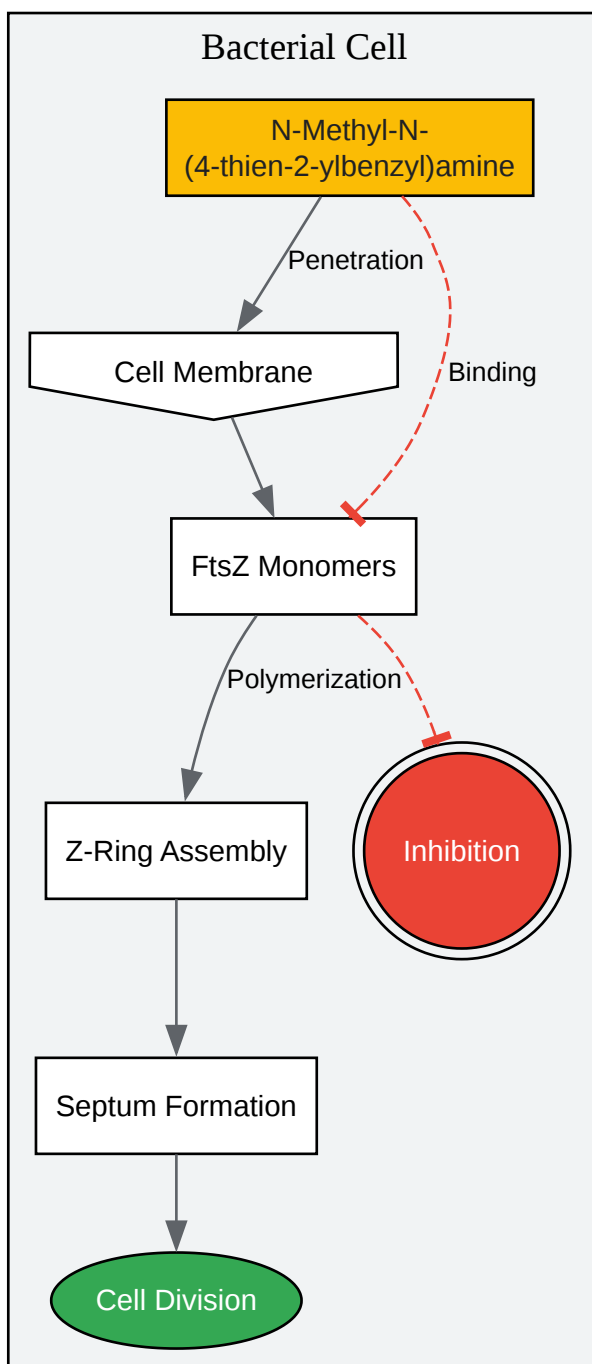 Bacterial Cell
N-Methyl-N-
(4-thien-2-ylbenzyl)amine
Penetration
Cell Membrane
Binding
FtsZ Monomers
Polymerization
Z-Ring Assembly
Inhibition
Septum Formation
Cell Division